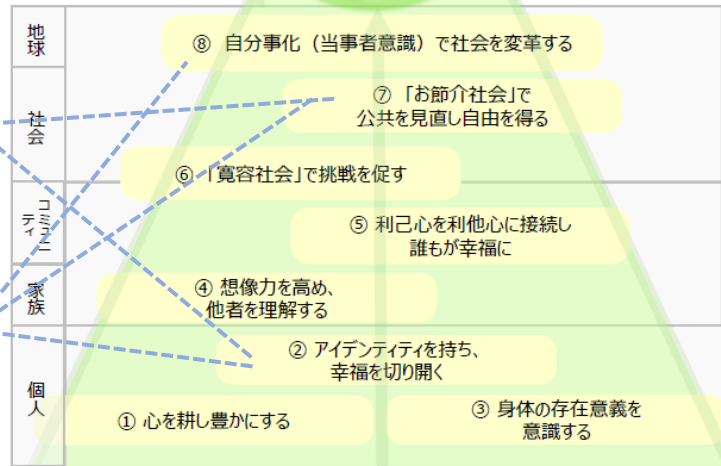 地球
⑧ 自分事化（当事者意識）で社会を変革する
社会
⑦ 「お節介社会」で
公共を見直し自由を得る
⑥ 「寛容社会」で挑戦を促す
コミュニ
ティ
⑤ 利己心を利他心に接続し
誰もが幸福に
家族
④ 想像力を高め、
他者を理解する
個人
② アイデンティティを持ち、
幸福を切り開く
① 心を耕し豊かにする
③ 身体の存在意義を
意識する